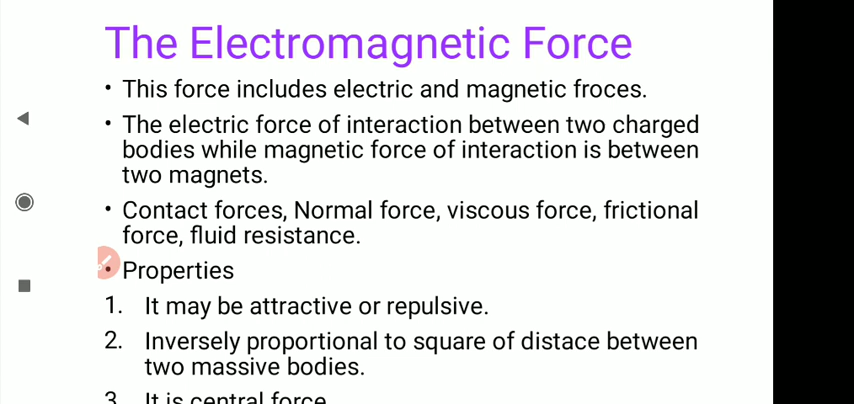 The Electromagnetic Force
• This force includes electric and magnetic froces.
• The electric force of interaction between two charged
bodies while magnetic force of interaction is between
two magnets.
• Contact forces, Normal force, viscous force, frictional
force, fluid resistance.
• Properties
1. It may be attractive or repulsive.
2. Inversely proportional to square of distace between
two massive bodies.
3. It is central force